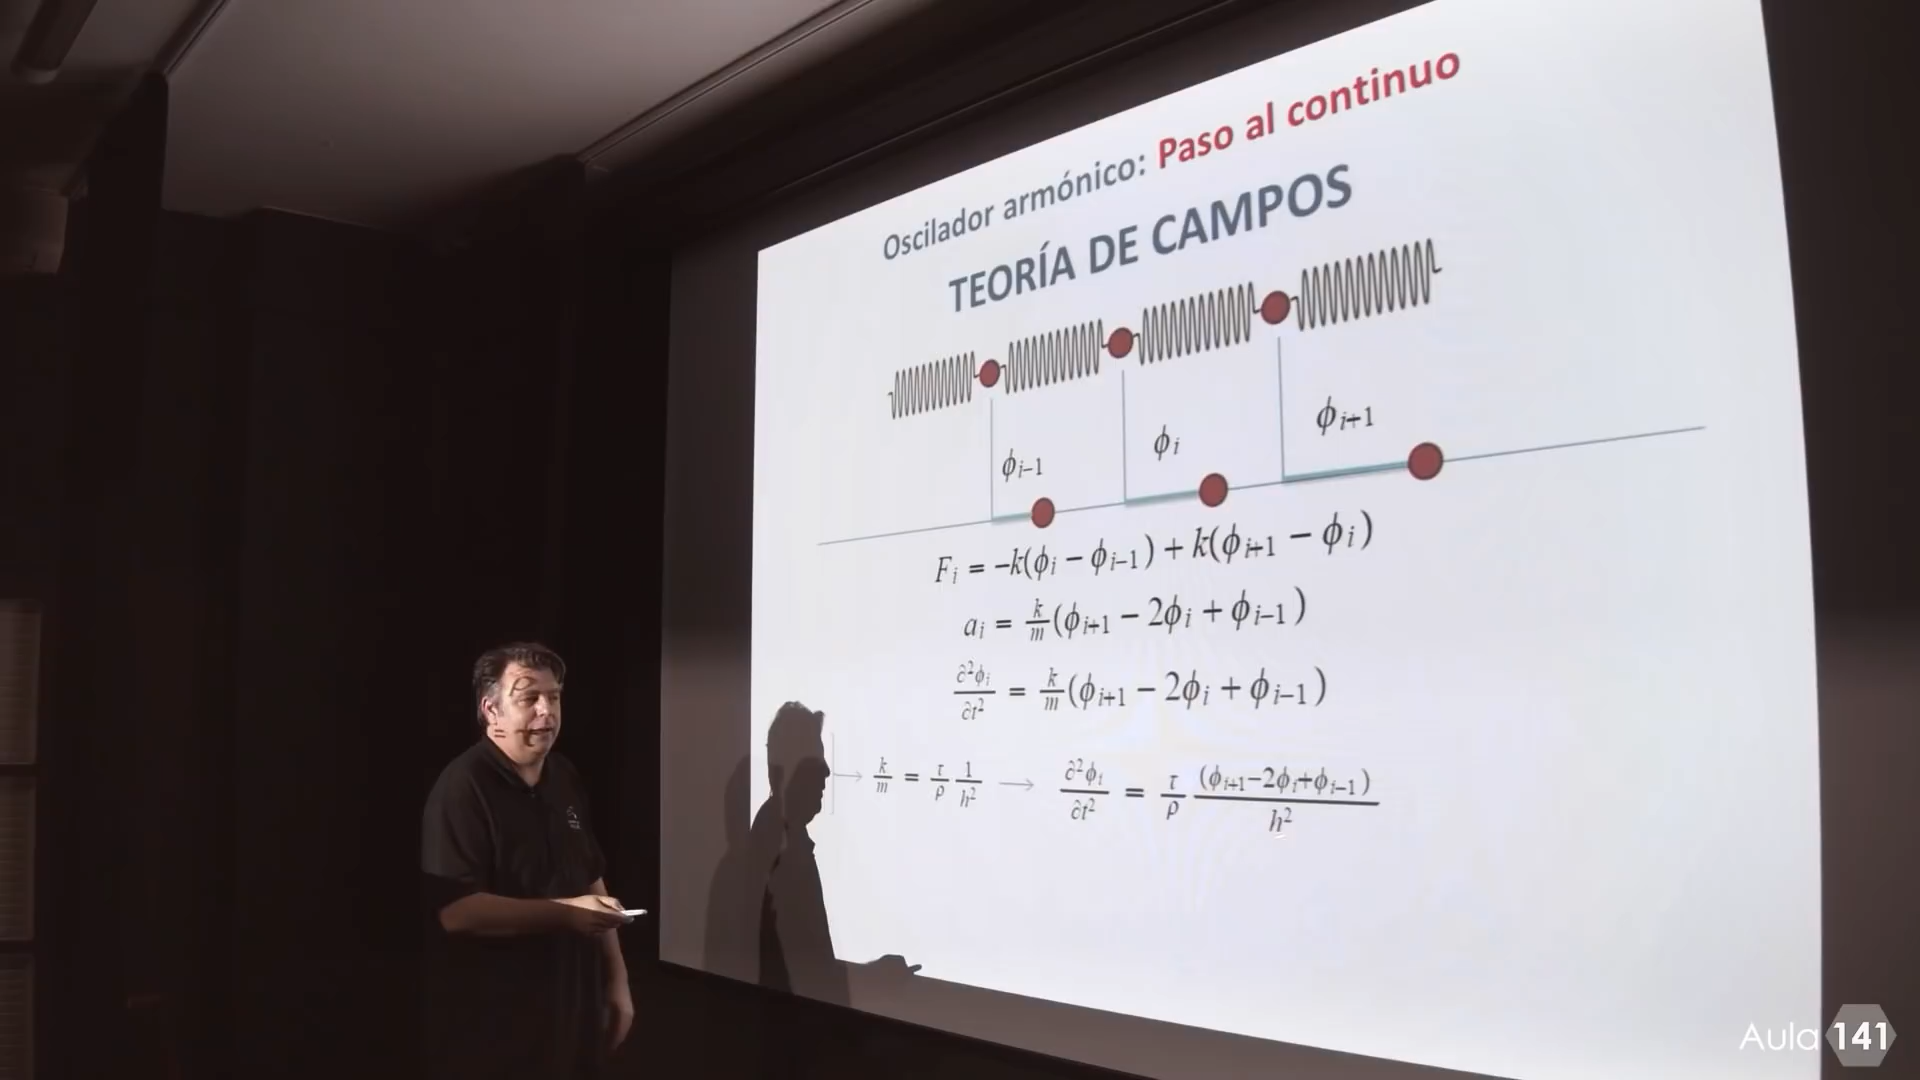 Oscilador armónico: Paso al continuo
TEORÍA DE CAMPOS
ϕᵢ₋₁ ϕᵢ ϕᵢ₊₁
Fᵢ = −k(ϕᵢ − ϕᵢ₋₁) + k(ϕᵢ₊₁ − ϕᵢ)
aᵢ = k/m (ϕᵢ₊₁ − 2ϕᵢ + ϕᵢ₋₁)
∂²ϕᵢ/∂t² = k/m (ϕᵢ₊₁ − 2ϕᵢ + ϕᵢ₋₁)
→ k/m = τ/ρ 1/h² → ∂²ϕᵢ/∂t² = τ/ρ (ϕᵢ₊₁−2ϕᵢ+ϕᵢ₋₁)/h²
Aula 141